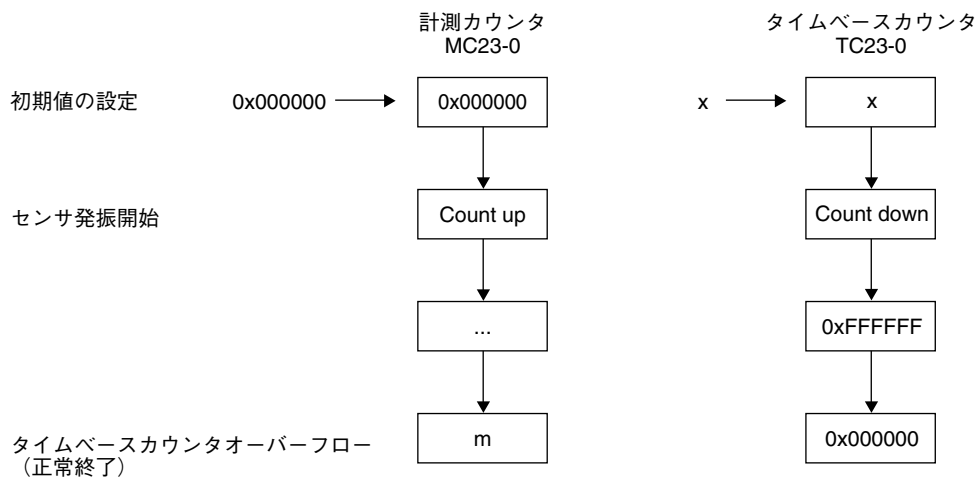 計測カウンタ
MC23-0
タイムベースカウンタ
TC23-0
初期値の設定
0x000000
0x000000
x
x
センサ発振開始
Count up
Count down
...
0xFFFFFF
タイムベースカウンタオーバーフロー
（正常終了）
m
0x000000